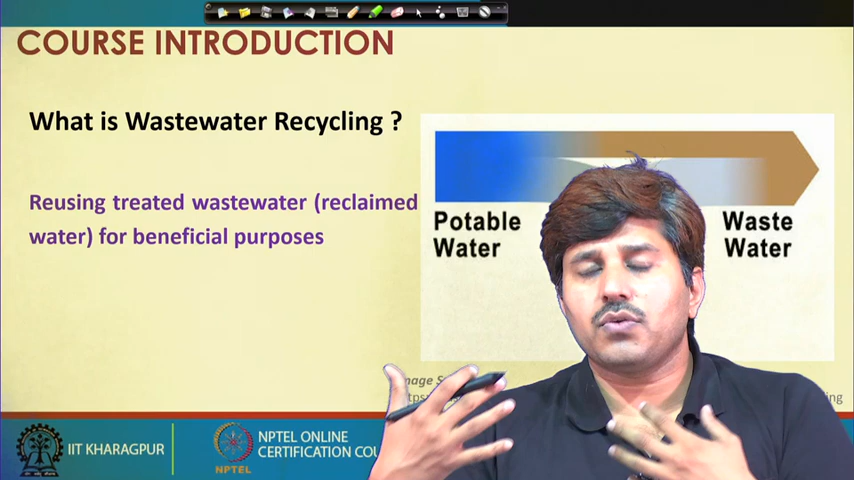 COURSE INTRODUCTION
What is Wastewater Recycling ?
Reusing treated wastewater (reclaimed
water) for beneficial purposes
Potable
Water
Waste
Water
IIT KHARAGPUR
NPTEL
NPTEL ONLINE